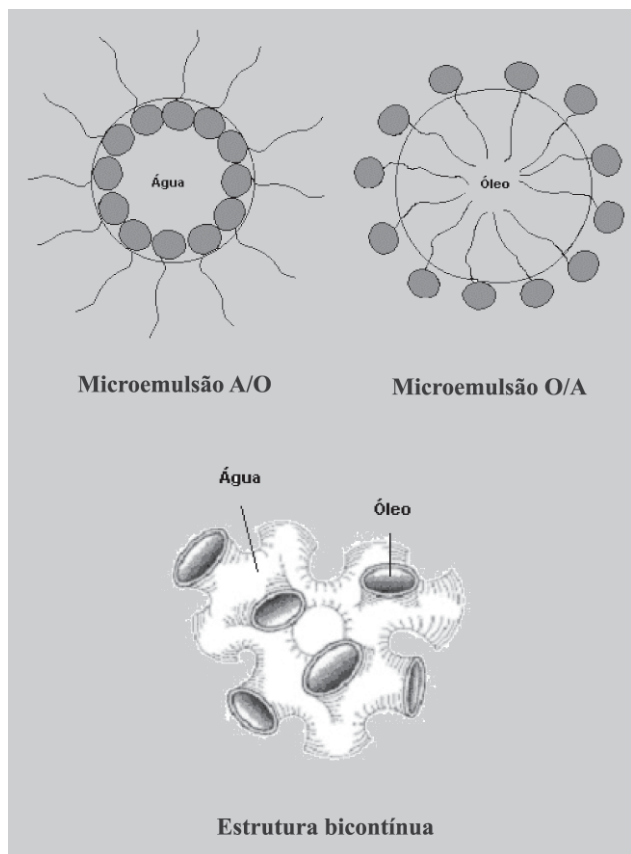 Água
Óleo
Microemulsão A/O
Microemulsão O/A
Água
Óleo
Estrutura bicontínua